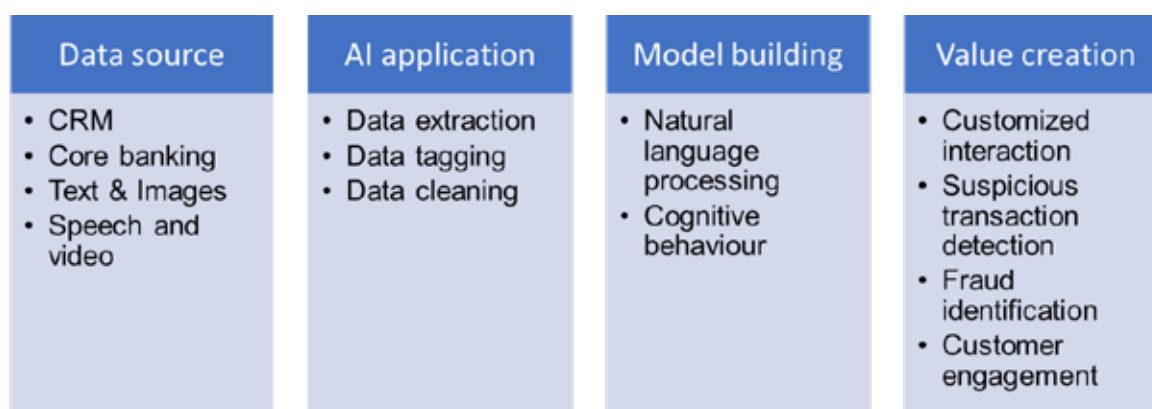 Data source
• CRM
• Core banking
• Text & Images
• Speech and
video
AI application
• Data extraction
• Data tagging
• Data cleaning
Model building
• Natural
language
processing
• Cognitive
behaviour
Value creation
• Customized
interaction
• Suspicious
transaction
detection
• Fraud
identification
• Customer
engagement